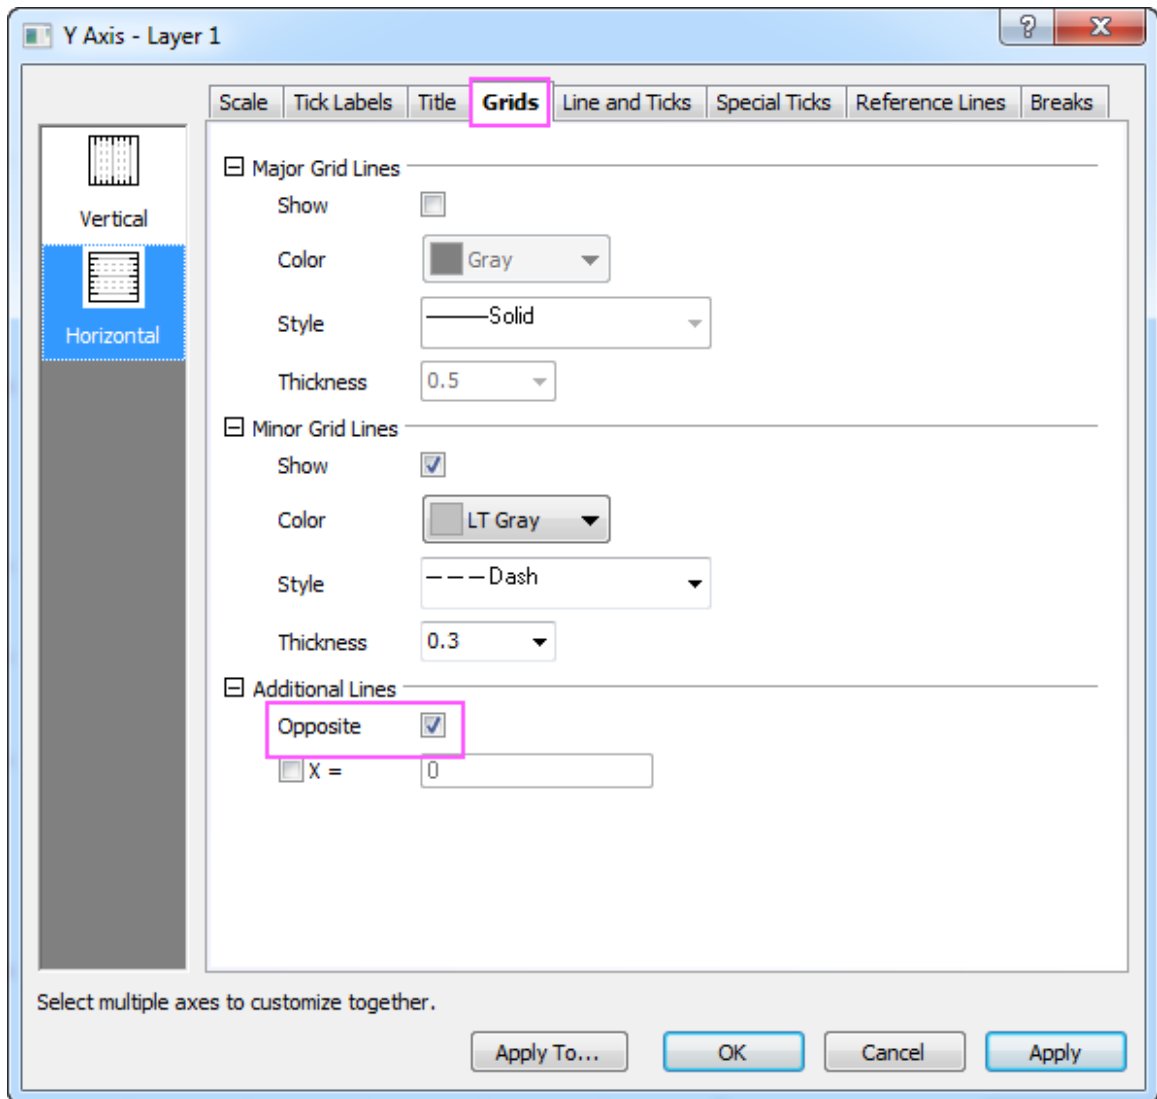 Y Axis - Layer 1
Scale Tick Labels Title Grids Line and Ticks Special Ticks Reference Lines Breaks
Vertical
Horizontal
Major Grid Lines
Show
Color Gray
Style Solid
Thickness 0.5
Minor Grid Lines
Show
Color LT Gray
Style Dash
Thickness 0.3
Additional Lines
Opposite
X = 0
Select multiple axes to customize together.
Apply To... OK Cancel Apply